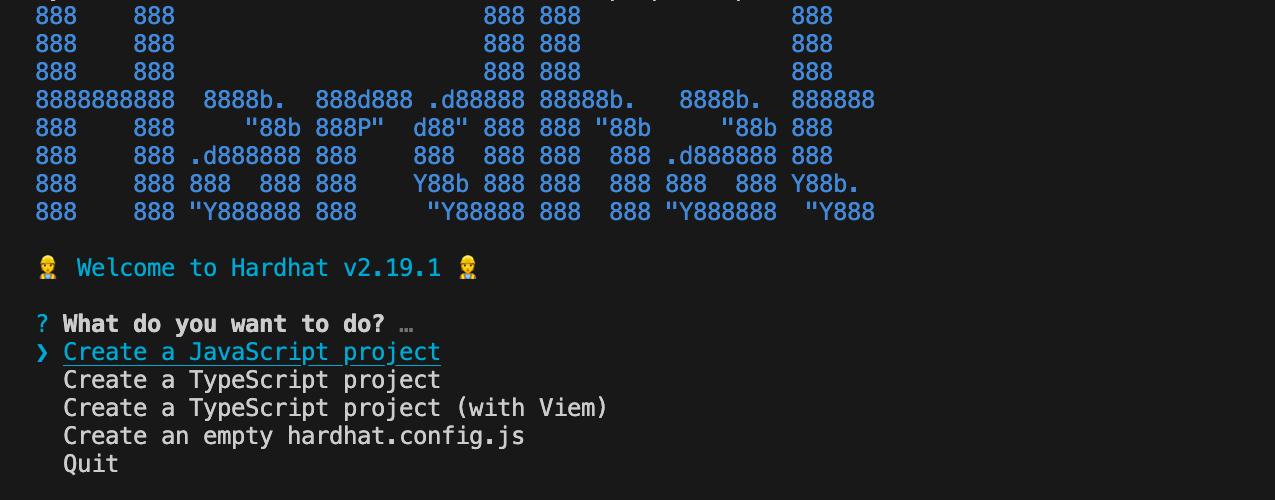 888     888                      888 888               888
888     888                      888 888               888
888     888                      888 888               888
8888888888  8888b.  888d888 .d88888 88888b.   8888b.  888888
888     888     "88b 888P"  d88" 888 888 "88b     "88b 888
888     888 .d888888 888    888  888 888  888 .d888888 888
888     888 888  888 888    Y88b 888 888  888 888  888 Y88b.
888     888 "Y888888 888     "Y88888 888  888 "Y888888  "Y888
👷 Welcome to Hardhat v2.19.1 👷
? What do you want to do? …
❯ Create a JavaScript project
Create a TypeScript project
Create a TypeScript project (with Viem)
Create an empty hardhat.config.js
Quit